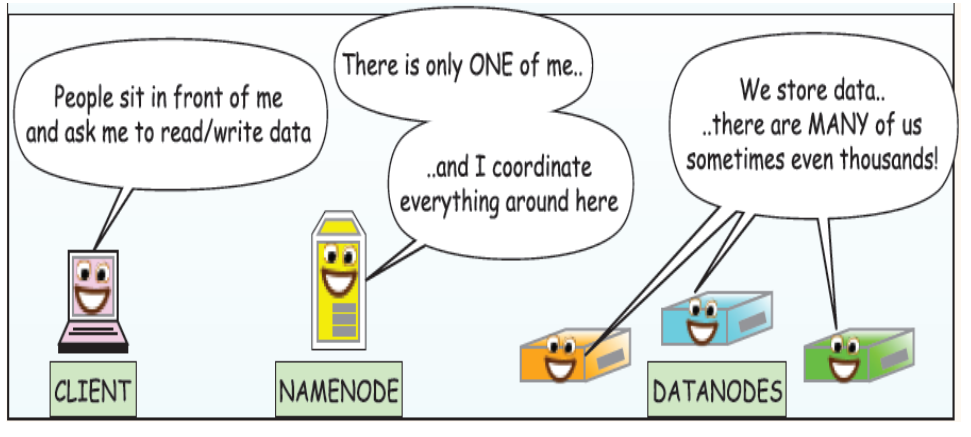 People sit in front of me
and ask me to read/write data
There is only ONE of me..
..and I coordinate
everything around here
We store data..
..there are MANY of us
sometimes even thousands!
CLIENT
NAMENODE
DATANODES